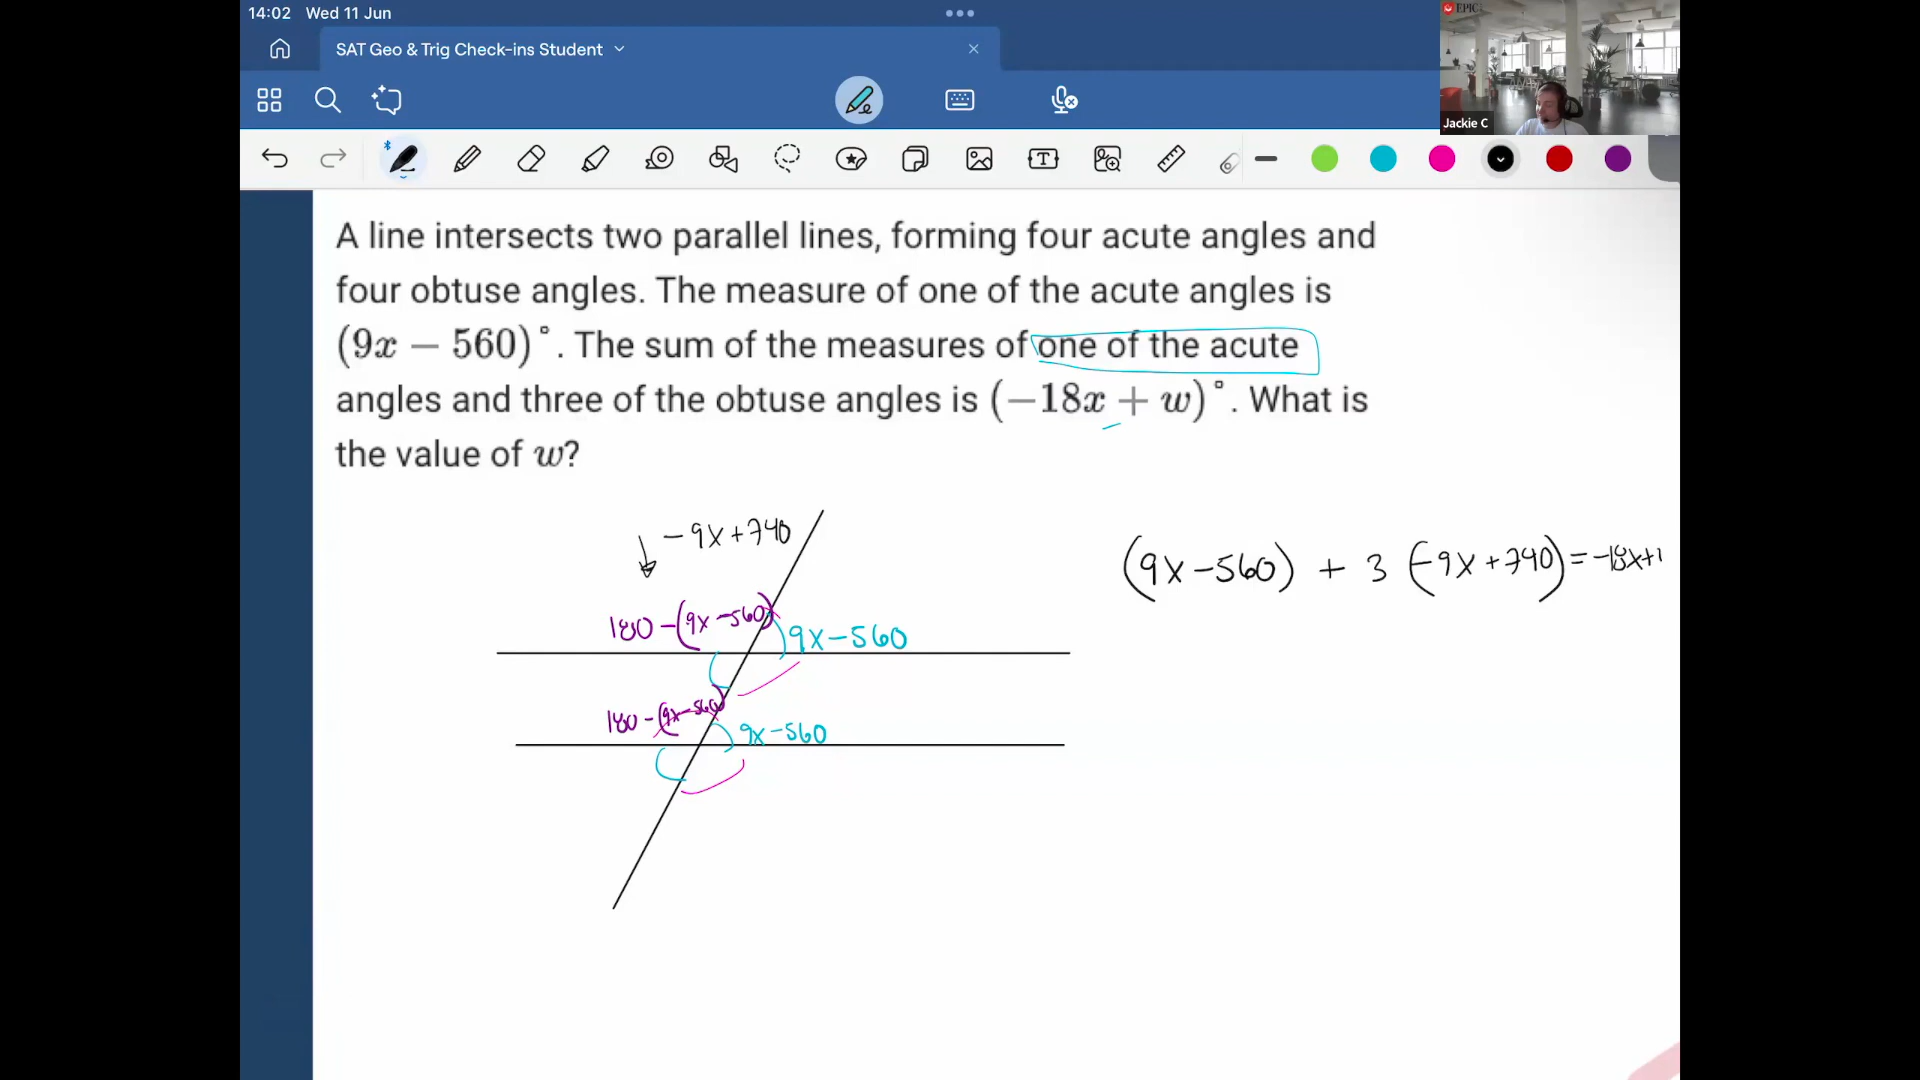 14:02 Wed 11 Jun
EPIC
SAT Geo & Trig Check-ins Student
Jackie C
A line intersects two parallel lines, forming four acute angles and
four obtuse angles. The measure of one of the acute angles is
(9x − 560)°. The sum of the measures of one of the acute
angles and three of the obtuse angles is (−18x + w)°. What is
the value of w?
−9x+740
(9x−560) + 3 (−9x+740) = −18x+
180−(9x−560)
9x−560
180−(9x−560)
9x−560